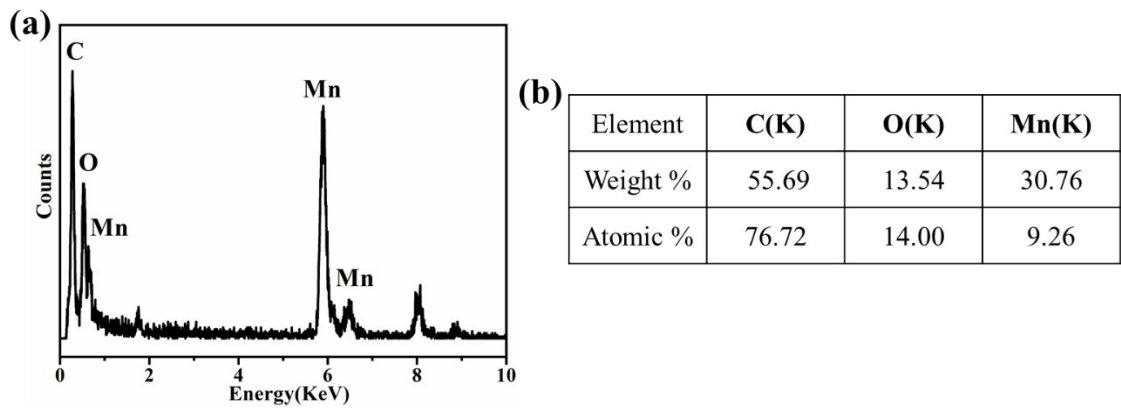 (a)
C
O
Mn
Mn
Mn
Counts
0 2 4 6 8 10
Energy(KeV)
(b)
Element C(K) O(K) Mn(K)
Weight % 55.69 13.54 30.76
Atomic % 76.72 14.00 9.26